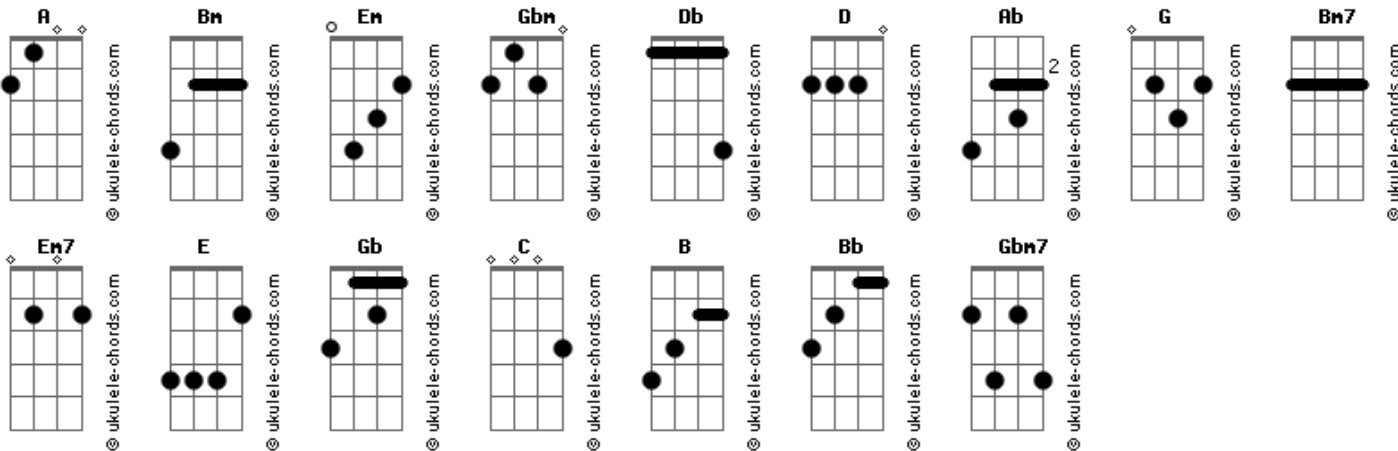 A Bm Em Gbm Db D Ab G Bm7
2
© ukulele-chords.com © ukulele-chords.com © ukulele-chords.com © ukulele-chords.com © ukulele-chords.com © ukulele-chords.com © ukulele-chords.com © ukulele-chords.com © ukulele-chords.com
Em7 E Gb C B Bb Gbm7
© ukulele-chords.com © ukulele-chords.com © ukulele-chords.com © ukulele-chords.com © ukulele-chords.com © ukulele-chords.com © ukulele-chords.com